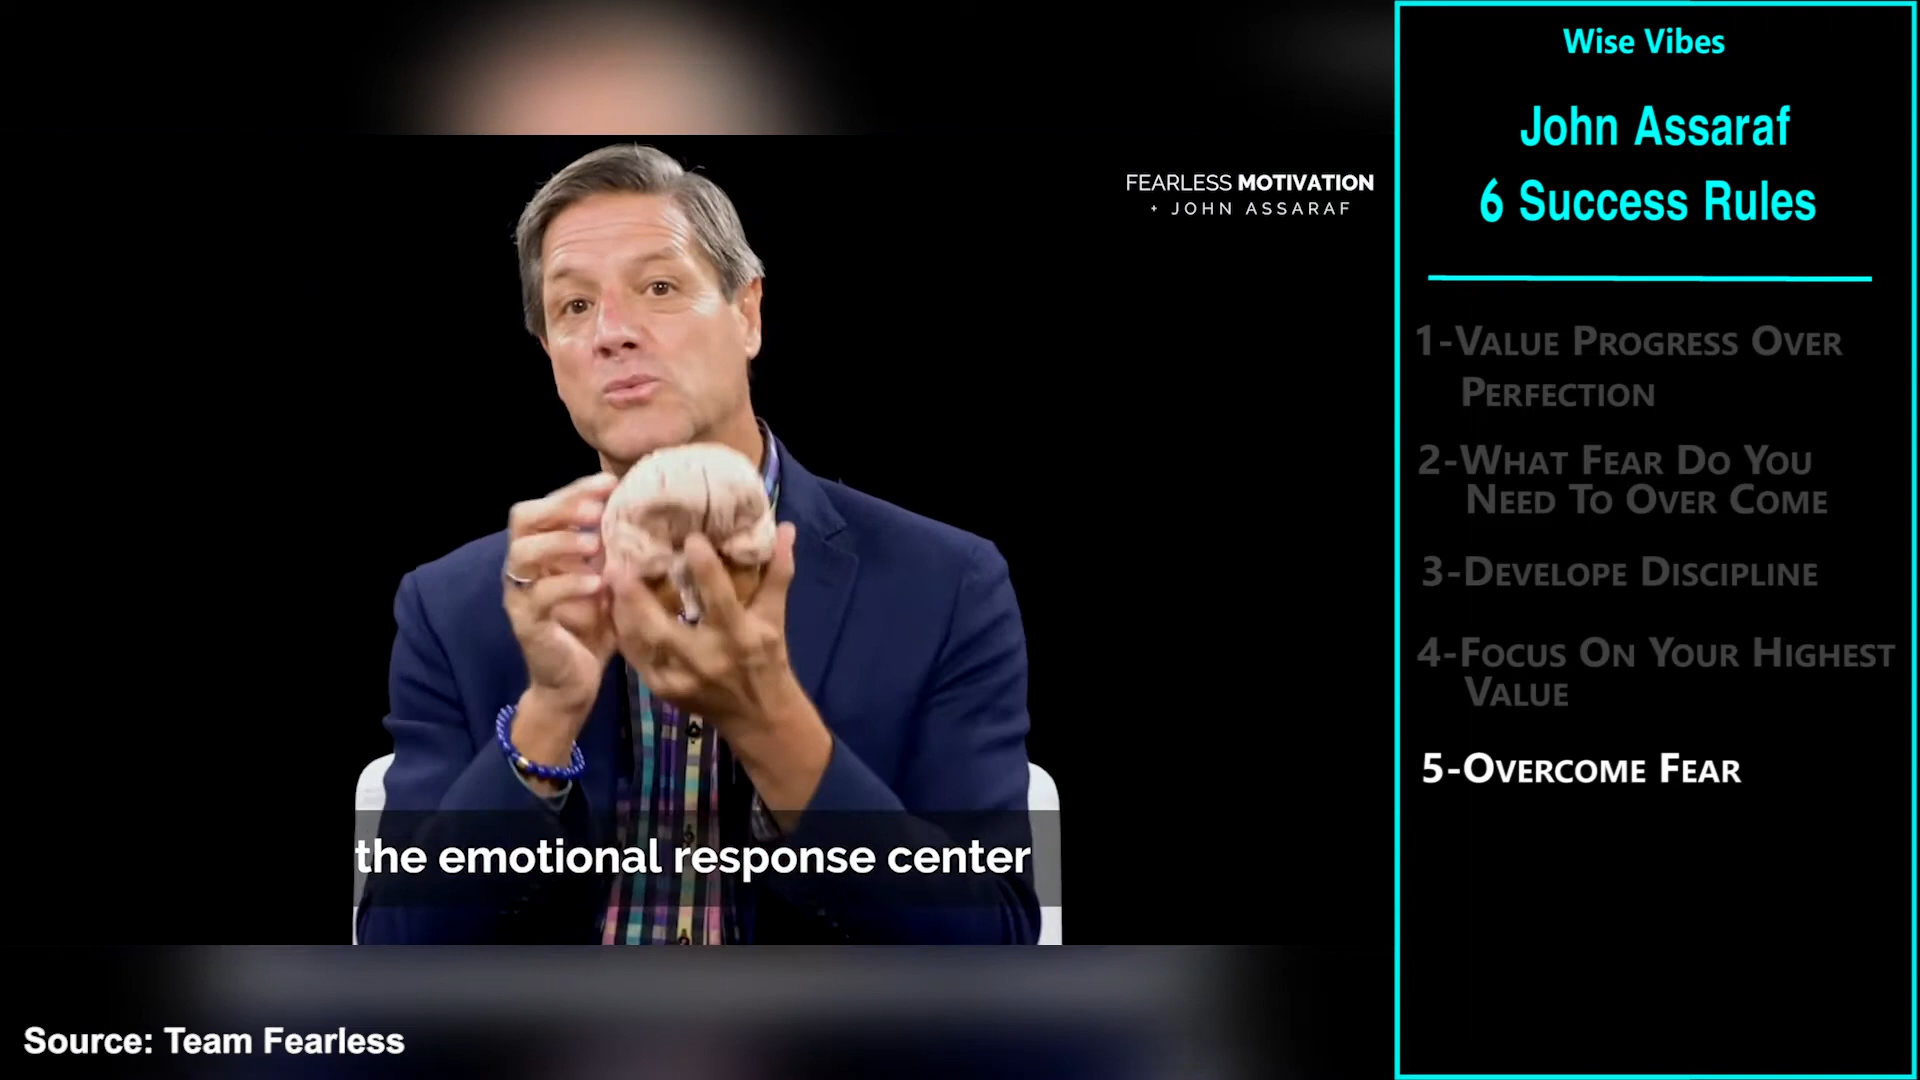 FEARLESS MOTIVATION
+ JOHN ASSARAF
the emotional response center
Source: Team Fearless
Wise Vibes
John Assaraf
6 Success Rules
1-Value Progress Over
Perfection
2-What Fear Do You
Need To Over Come
3-Develope Discipline
4-Focus On Your Highest
Value
5-Overcome Fear